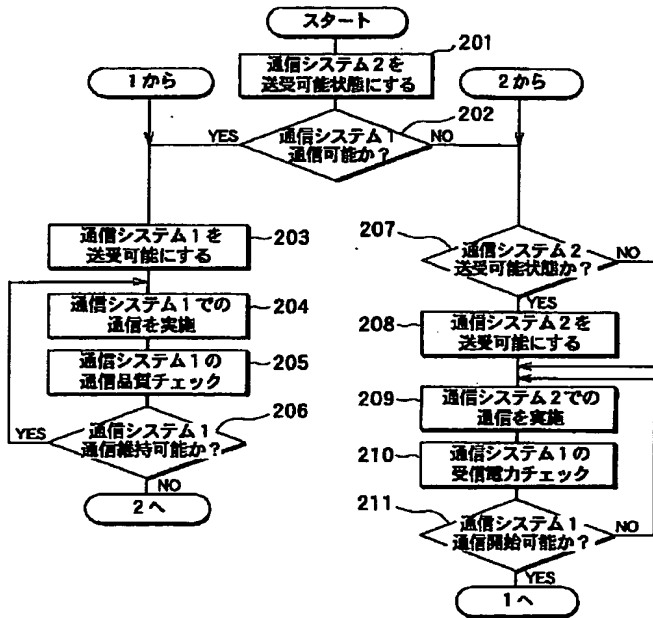 スタート
201
通信システム2を
送受可能状態にする
1から
2から
202
YES
通信システム1
通信可能か?
NO
通信システム1を
送受可能にする
203
通信システム1での
通信を実施
204
通信システム1の
通信品質チェック
205
206
YES
通信システム1
通信維持可能か?
NO
2へ
207
通信システム2
送受可能状態か?
NO
YES
208
通信システム2を
送受可能にする
209
通信システム2での
通信を実施
210
通信システム1の
受信電力チェック
211
通信システム1
通信開始可能か?
NO
YES
1へ